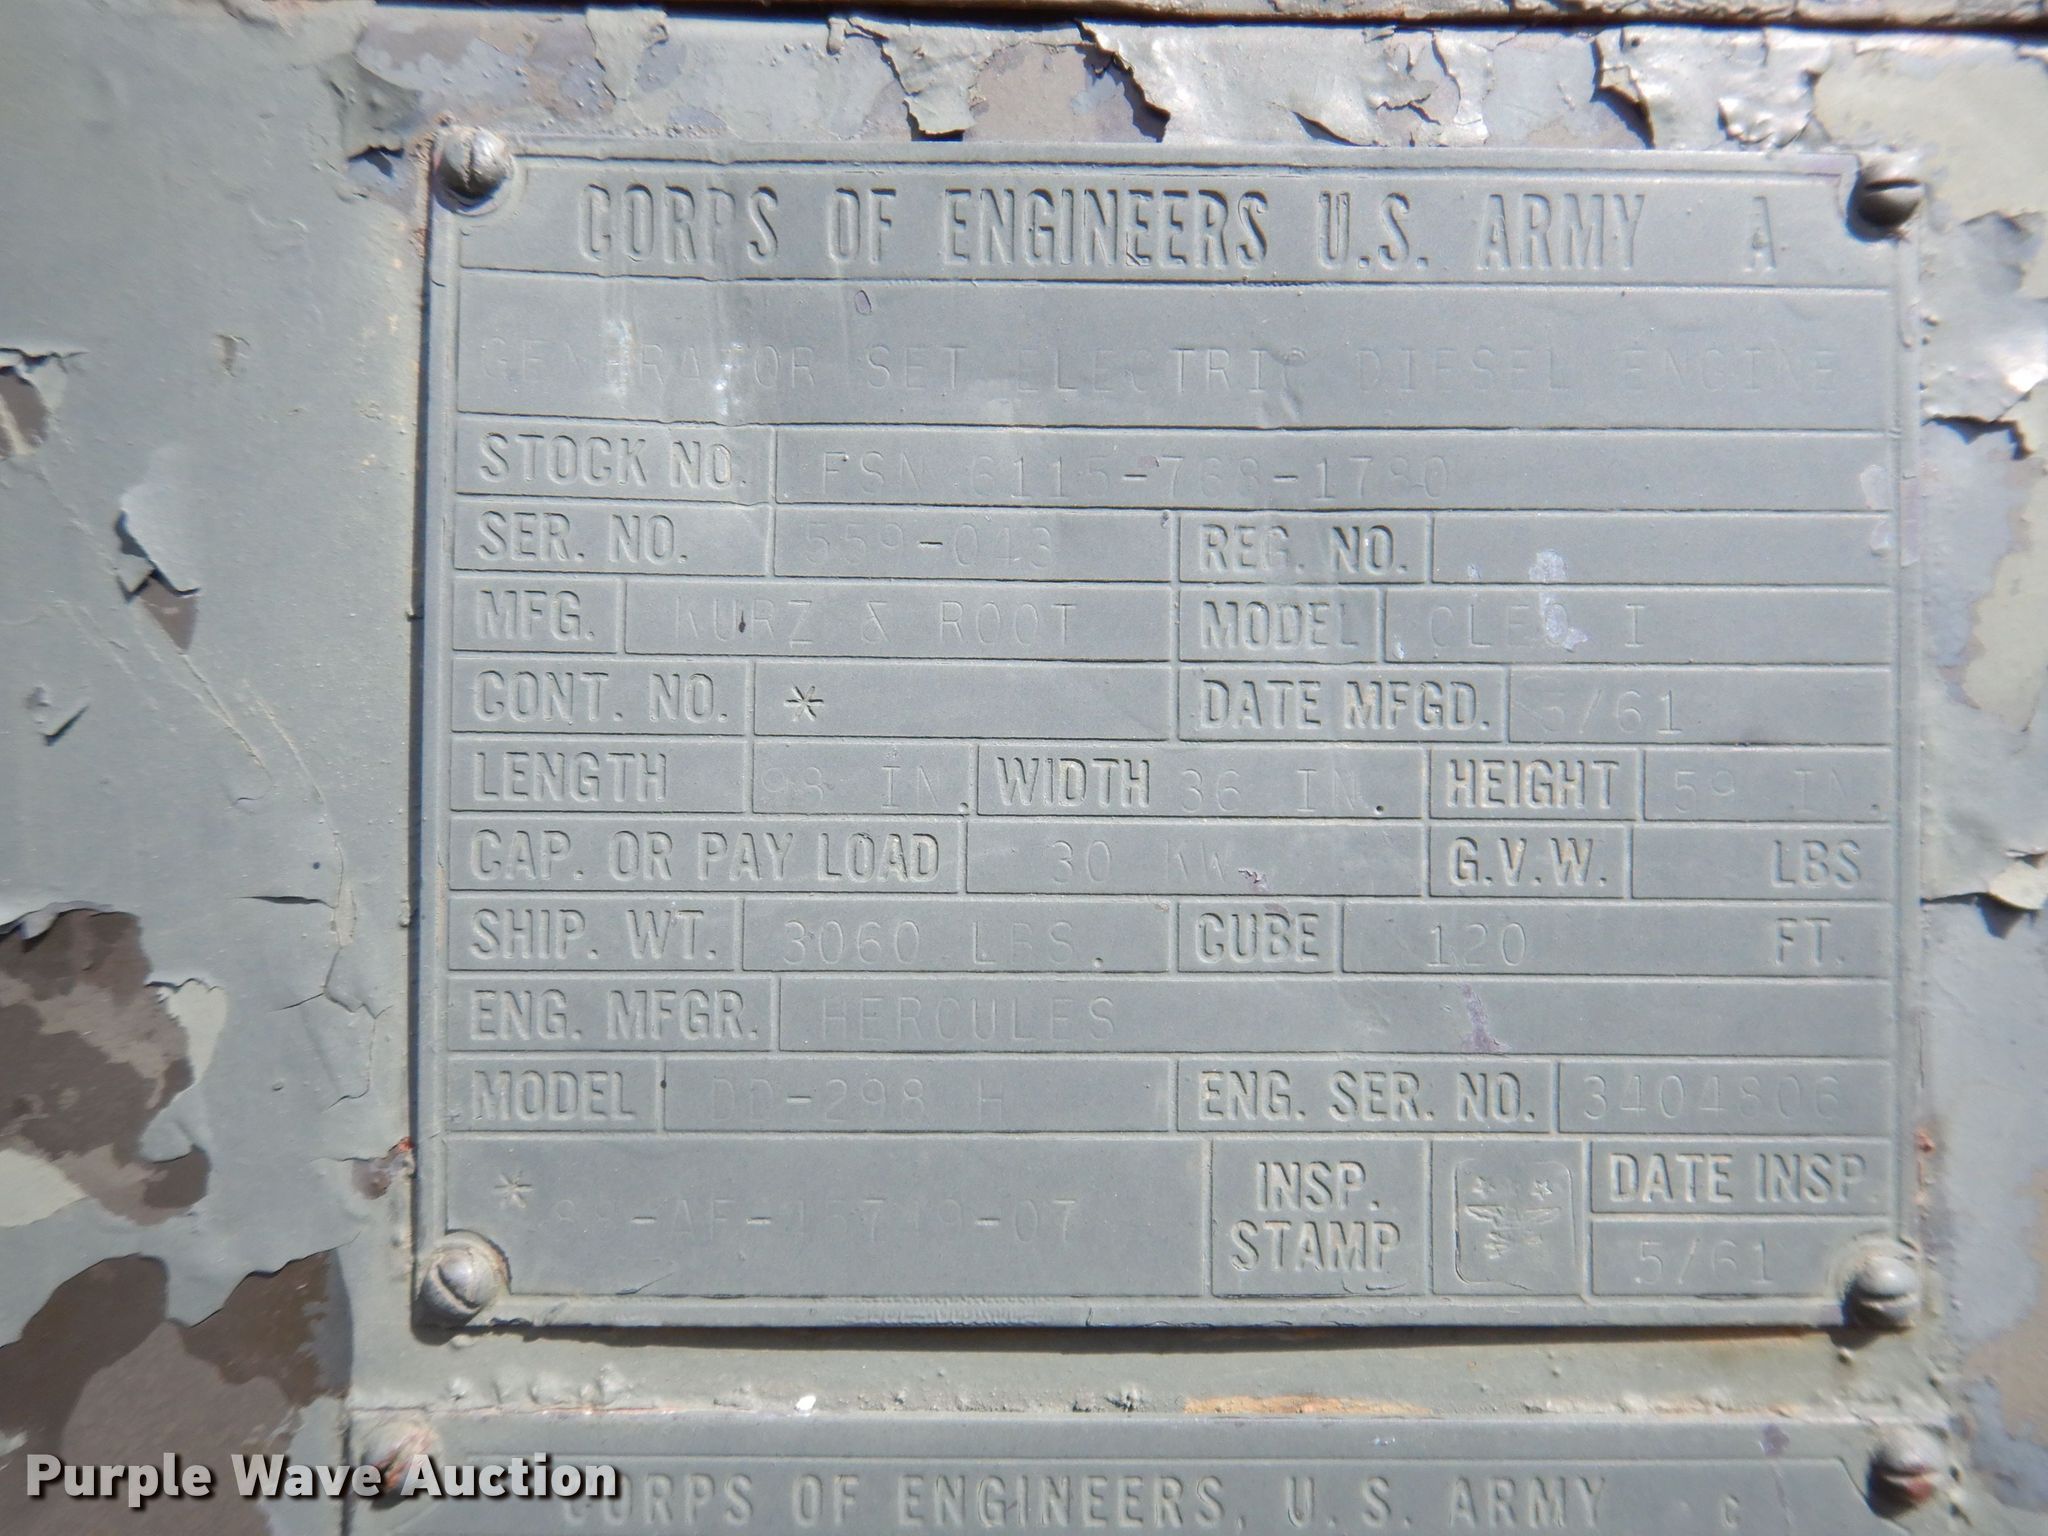 CORPS OF ENGINEERS U.S. ARMY A
GENERATOR SET ELECTRIC DIESEL ENGINE
STOCK NO. FSN 6115-768-1780
SER. NO. 559-043 REG. NO.
MFG. KURZ & ROOT MODEL I
CONT. NO. * DATE MFGD. 5/61
LENGTH 98 IN. WIDTH 36 IN. HEIGHT 59 IN.
CAP. OR PAY LOAD 30 KW. G.V.W. LBS
SHIP. WT. 3060 LBS. CUBE 120 FT.
ENG. MFGR. HERCULES
MODEL DD-298 H ENG. SER. NO. 3404806
* INSP. STAMP DATE INSP.
5/61
CORPS OF ENGINEERS, U. S. ARMY C
Purple Wave Auction